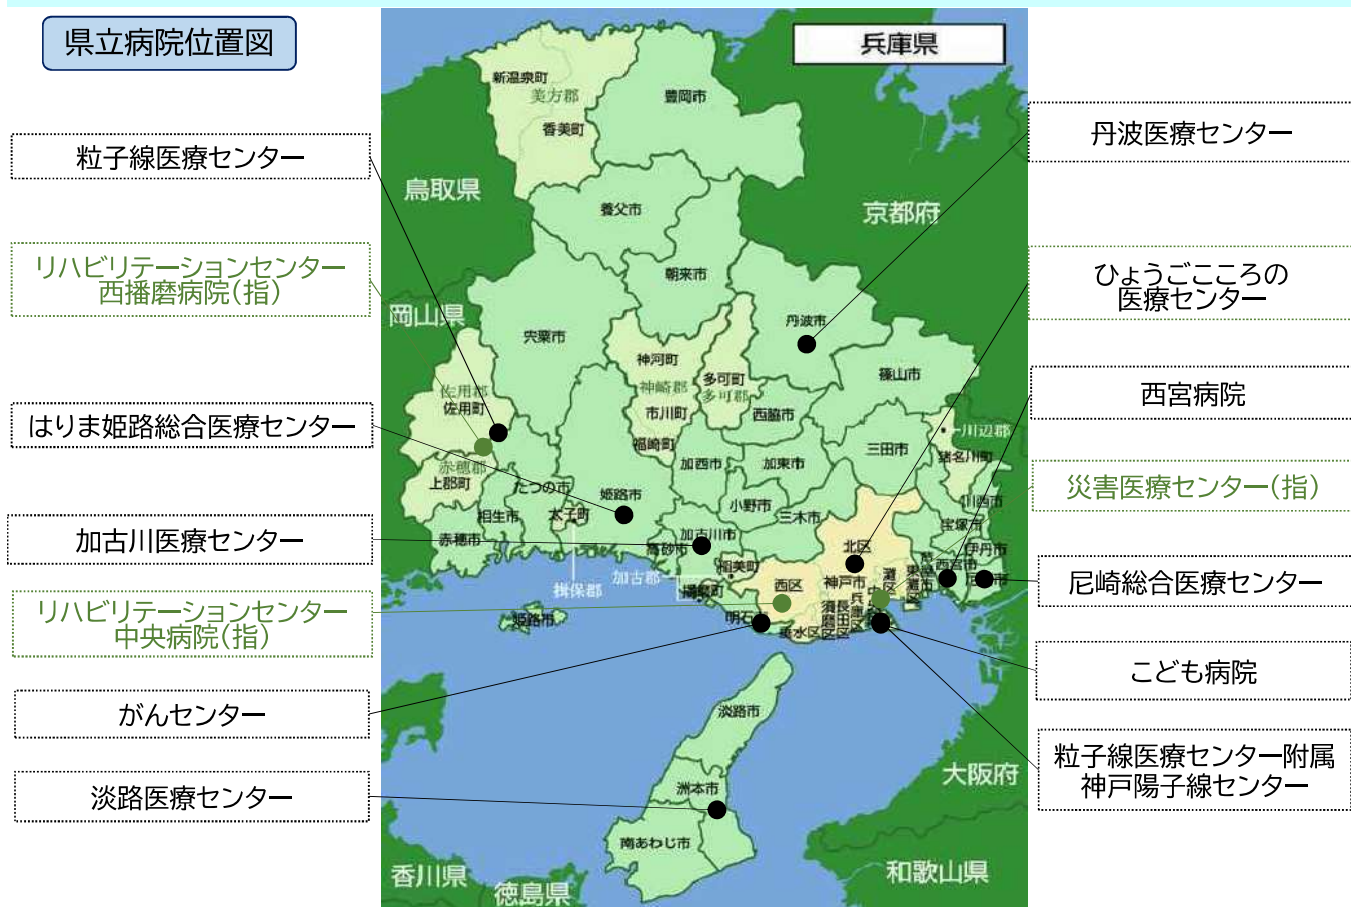 県立病院位置図
兵庫県
粒子線医療センター
リハビリテーションセンター
西播磨病院(指)
はりま姫路総合医療センター
加古川医療センター
リハビリテーションセンター
中央病院(指)
がんセンター
淡路医療センター
新温泉町
美方郡
香美町
豊岡市
鳥取県
京都府
養父市
朝来市
岡山県
宍粟市
丹波市
神河町
神崎郡
多可町
多可郡
篠山市
佐用郡
佐用町
市川町
西脇市
福崎町
三田市
川辺郡
猪名川町
赤穂郡
上郡町
加西市
加東市
たつの市
姫路市
川西市
相生市
太子町
小野市
三木市
宝塚市
赤穂市
加古川市
高砂市
北区
伊丹市
西宮市
稲美町
加古郡
揖保郡
西区
神戸市
灘区
東灘区
兵庫区
長田区
須磨区
垂水区
姫路市
淡路市
洲本市
南あわじ市
大阪府
和歌山県
香川県
徳島県
丹波医療センター
ひょうごこころの
医療センター
西宮病院
災害医療センター(指)
尼崎総合医療センター
こども病院
粒子線医療センター附属
神戸陽子線センター